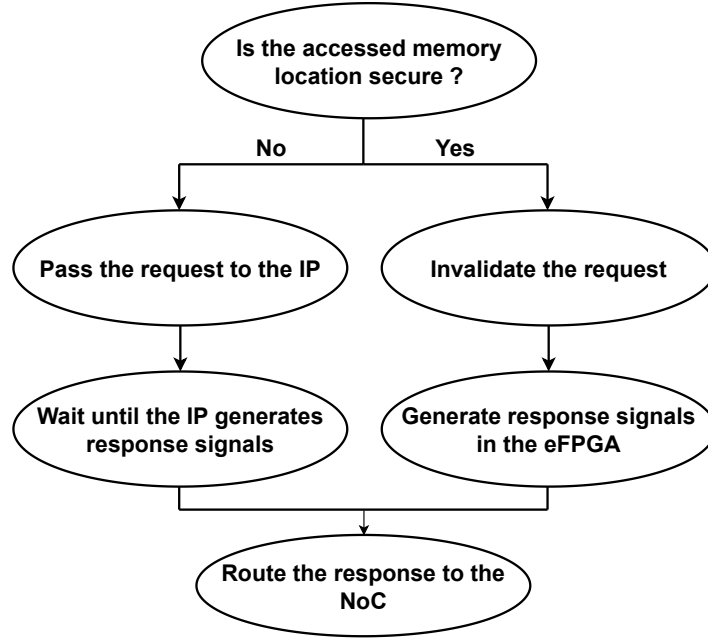 Is the accessed memory
location secure ?
No
Yes
Pass the request to the IP
Invalidate the request
Wait until the IP generates
response signals
Generate response signals
in the eFPGA
Route the response to the
NoC